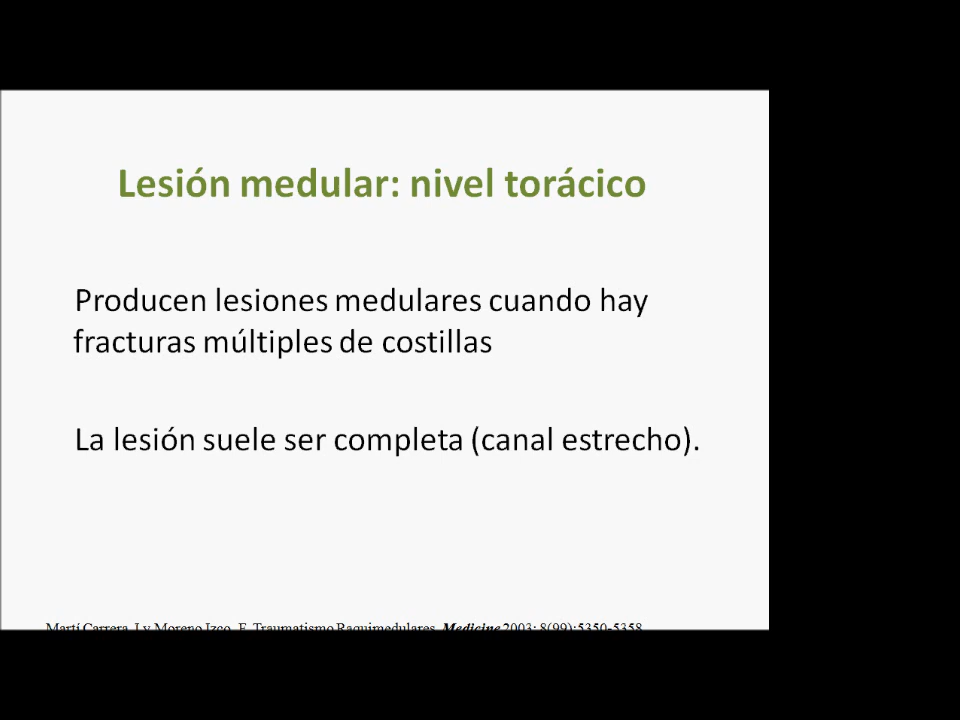 Lesión medular: nivel torácico
Producen lesiones medulares cuando hay
fracturas múltiples de costillas
La lesión suele ser completa (canal estrecho).
Martí Carrera, I y Moreno Izco, F. Traumatismo Raquimedulares. Medicine 2003; 8(99):5350-5358